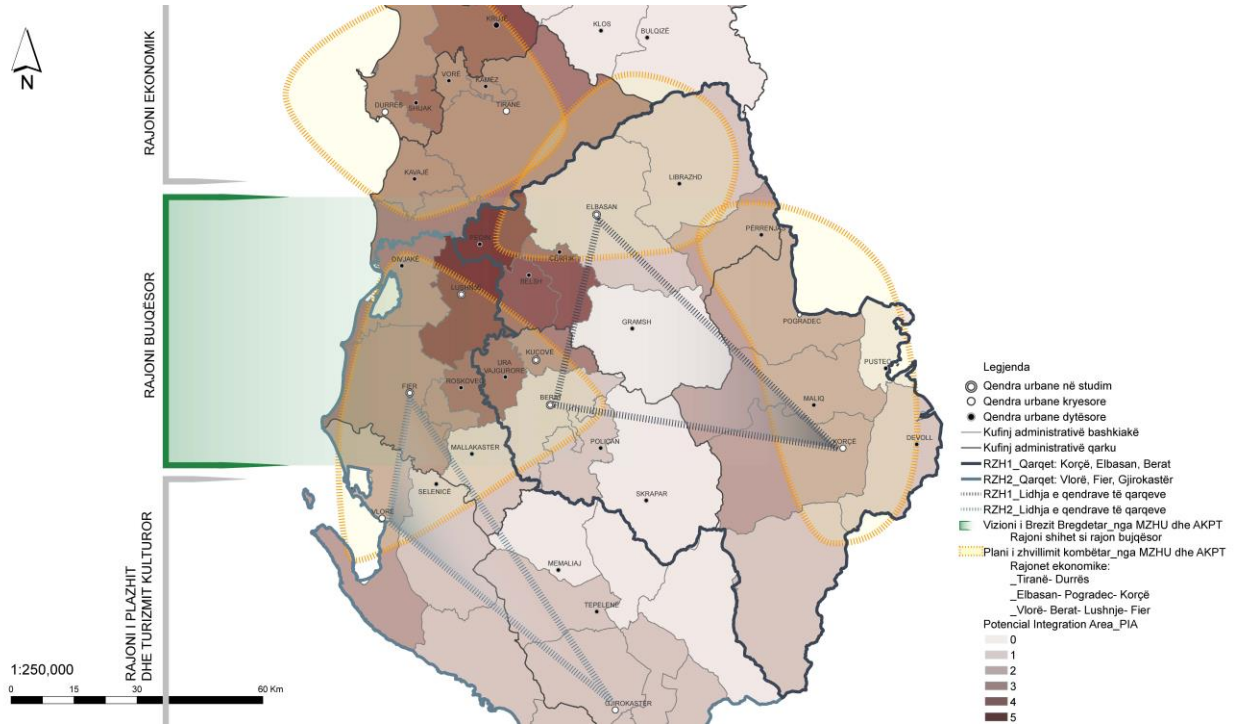 N
RAJONI EKONOMIK
RAJONI BUJQËSOR
RAJONI I PLAZHIT
DHE TURIZMIT KULTUROR
KRUJË
KLOS
BULQIZË
VORË
KAMËZ
DURRËS
SHIJAK
TIRANË
KAVAJË
LIBRAZHD
ELBASAN
PËRRENJAS
PEQIN
CËRRIK
DIVJAKË
BELSH
LUSHNJE
GRAMSH
POGRADEC
PUSTEC
KUÇOVË
URA
VAJGURORE
FIER
ROSKOVEC
BERAT
MALIQ
KORÇË
DEVOLL
MALLAKASTËR
POLIÇAN
SELENICË
SKRAPAR
VLORË
MEMALIAJ
TEPELENË
GJIROKASTËR
Legjenda
Qendra urbane në studim
Qendra urbane kryesore
Qendra urbane dytësore
Kufinj administrativë bashkiakë
Kufinj administrativë qarku
RZH1_Qarqet: Korçë, Elbasan, Berat
RZH2_Qarqet: Vlorë, Fier, Gjirokastër
RZH1_Lidhja e qendrave të qarqeve
RZH2_Lidhja e qendrave të qarqeve
Vizioni i Brezit Bregdetar_nga MZHU dhe AKPT
Rajoni shihet si rajon bujqësor
Plani i zhvillimit kombëtar_nga MZHU dhe AKPT
Rajonet ekonomike:
_Tiranë- Durrës
_Elbasan- Pogradec- Korçë
_Vlorë- Berat- Lushnje- Fier
Potencial Integration Area_PIA
0
1
2
3
4
5
1:250,000
0 15 30 60 Km